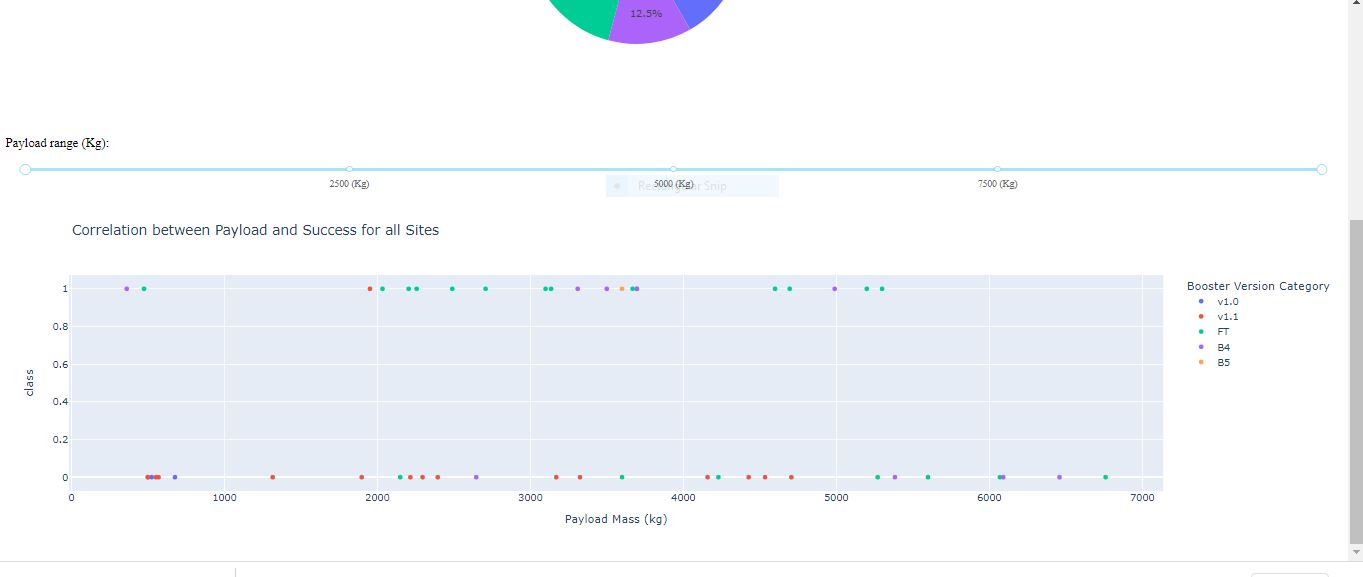 12.5%
Payload range (Kg):
2500 (Kg) 5000 (Kg) 7500 (Kg)
Rectangular Snip
Correlation between Payload and Success for all Sites
Booster Version Category
v1.0
v1.1
FT
B4
B5
class
1
0.8
0.6
0.4
0.2
0
0 1000 2000 3000 4000 5000 6000 7000
Payload Mass (kg)